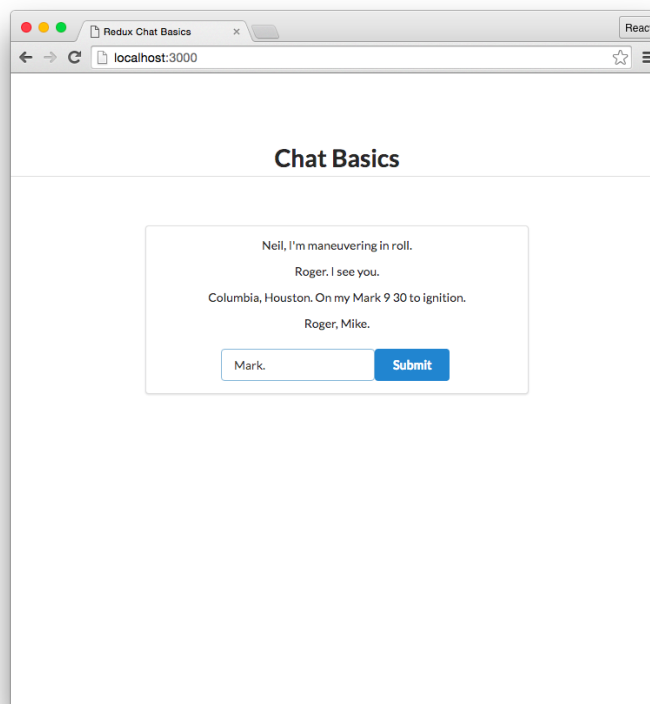 Redux Chat Basics
React
localhost:3000
Chat Basics
Neil, I'm maneuvering in roll.
Roger. I see you.
Columbia, Houston. On my Mark 9 30 to ignition.
Roger, Mike.
Mark.
Submit